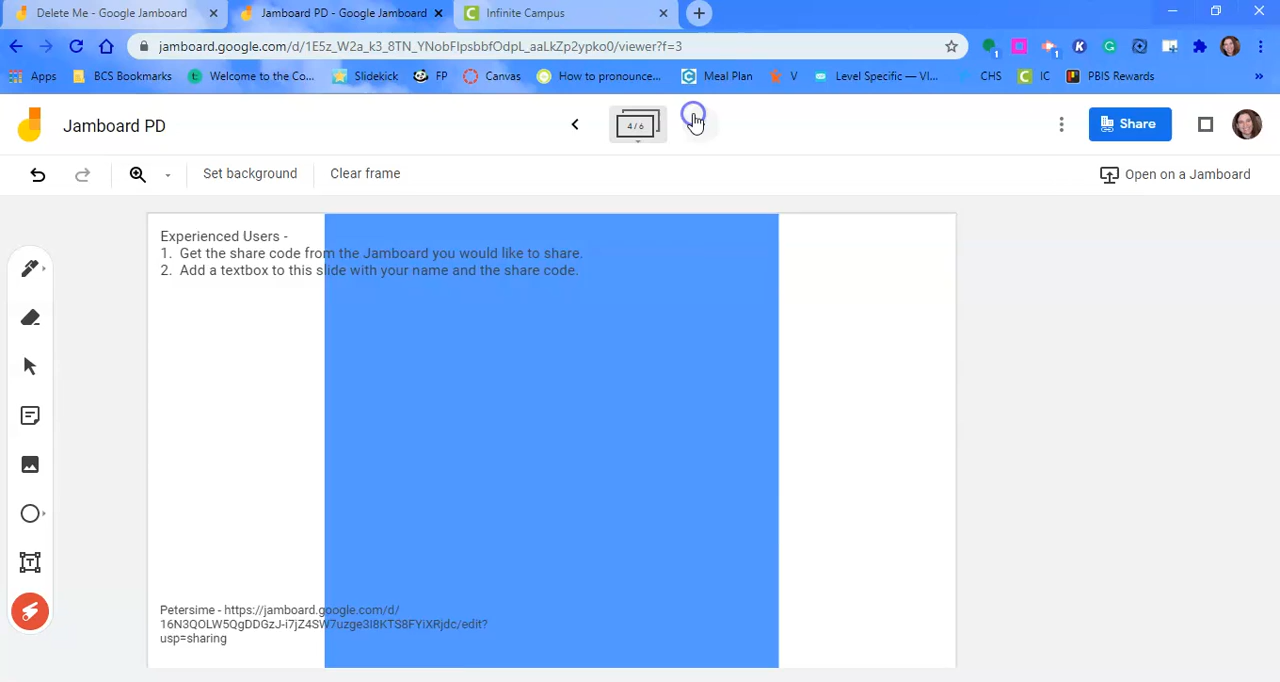 Delete Me - Google Jamboard
Jamboard PD - Google Jamboard
Infinite Campus
jamboard.google.com/d/1E5z_W2a_k3_8TN_YNobFIpsbbfOdpL_aaLkZp2ypko0/viewer?f=3
Apps BCS Bookmarks Welcome to the Co... Slidekick FP Canvas How to pronounce... Meal Plan V Level Specific — VI... CHS IC PBIS Rewards »
Jamboard PD
4 / 6
Share
Set background
Clear frame
Open on a Jamboard
Experienced Users -
1. Get the share code from the Jamboard you would like to share.
2. Add a textbox to this slide with your name and the share code.
Petersime - https://jamboard.google.com/d/
16N3QOLW5QgDDGzJ-i7jZ4SW7uzge3I8KTS8FYiXRjdc/edit?
usp=sharing